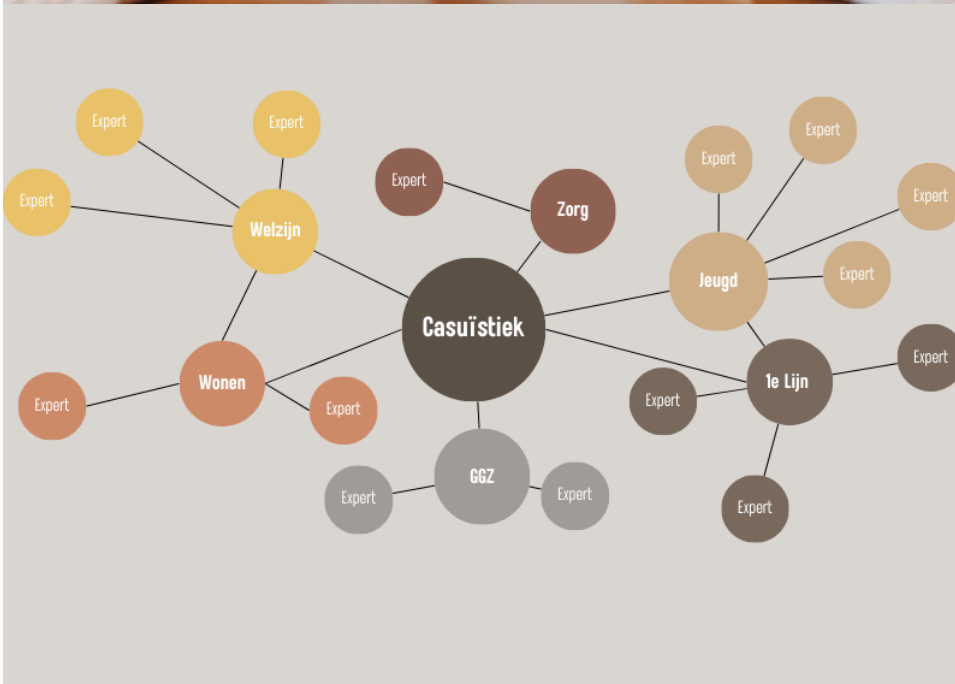 Expert
Expert
Expert
Welzijn
Expert
Zorg
Expert
Expert
Expert
Expert
Jeugd
Casuïstiek
Wonen
Expert
Expert
GGZ
Expert
Expert
1e Lijn
Expert
Expert
Expert